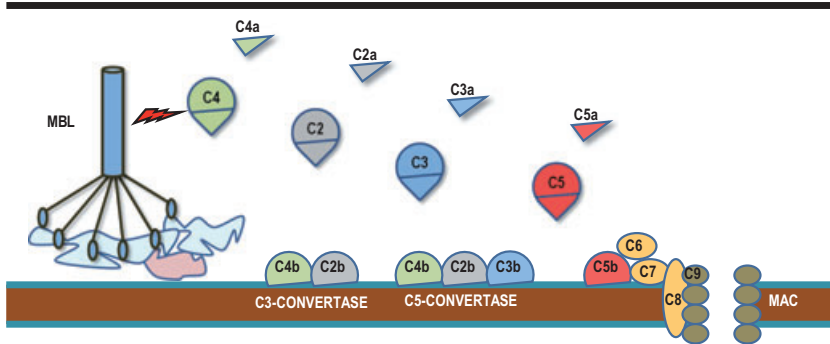 C4a
C2a
C3a
C5a
MBL
C4
C2
C3
C5
C4b C2b
C4b C2b C3b
C5b
C6
C7
C8
C9
C3-CONVERTASE
C5-CONVERTASE
MAC